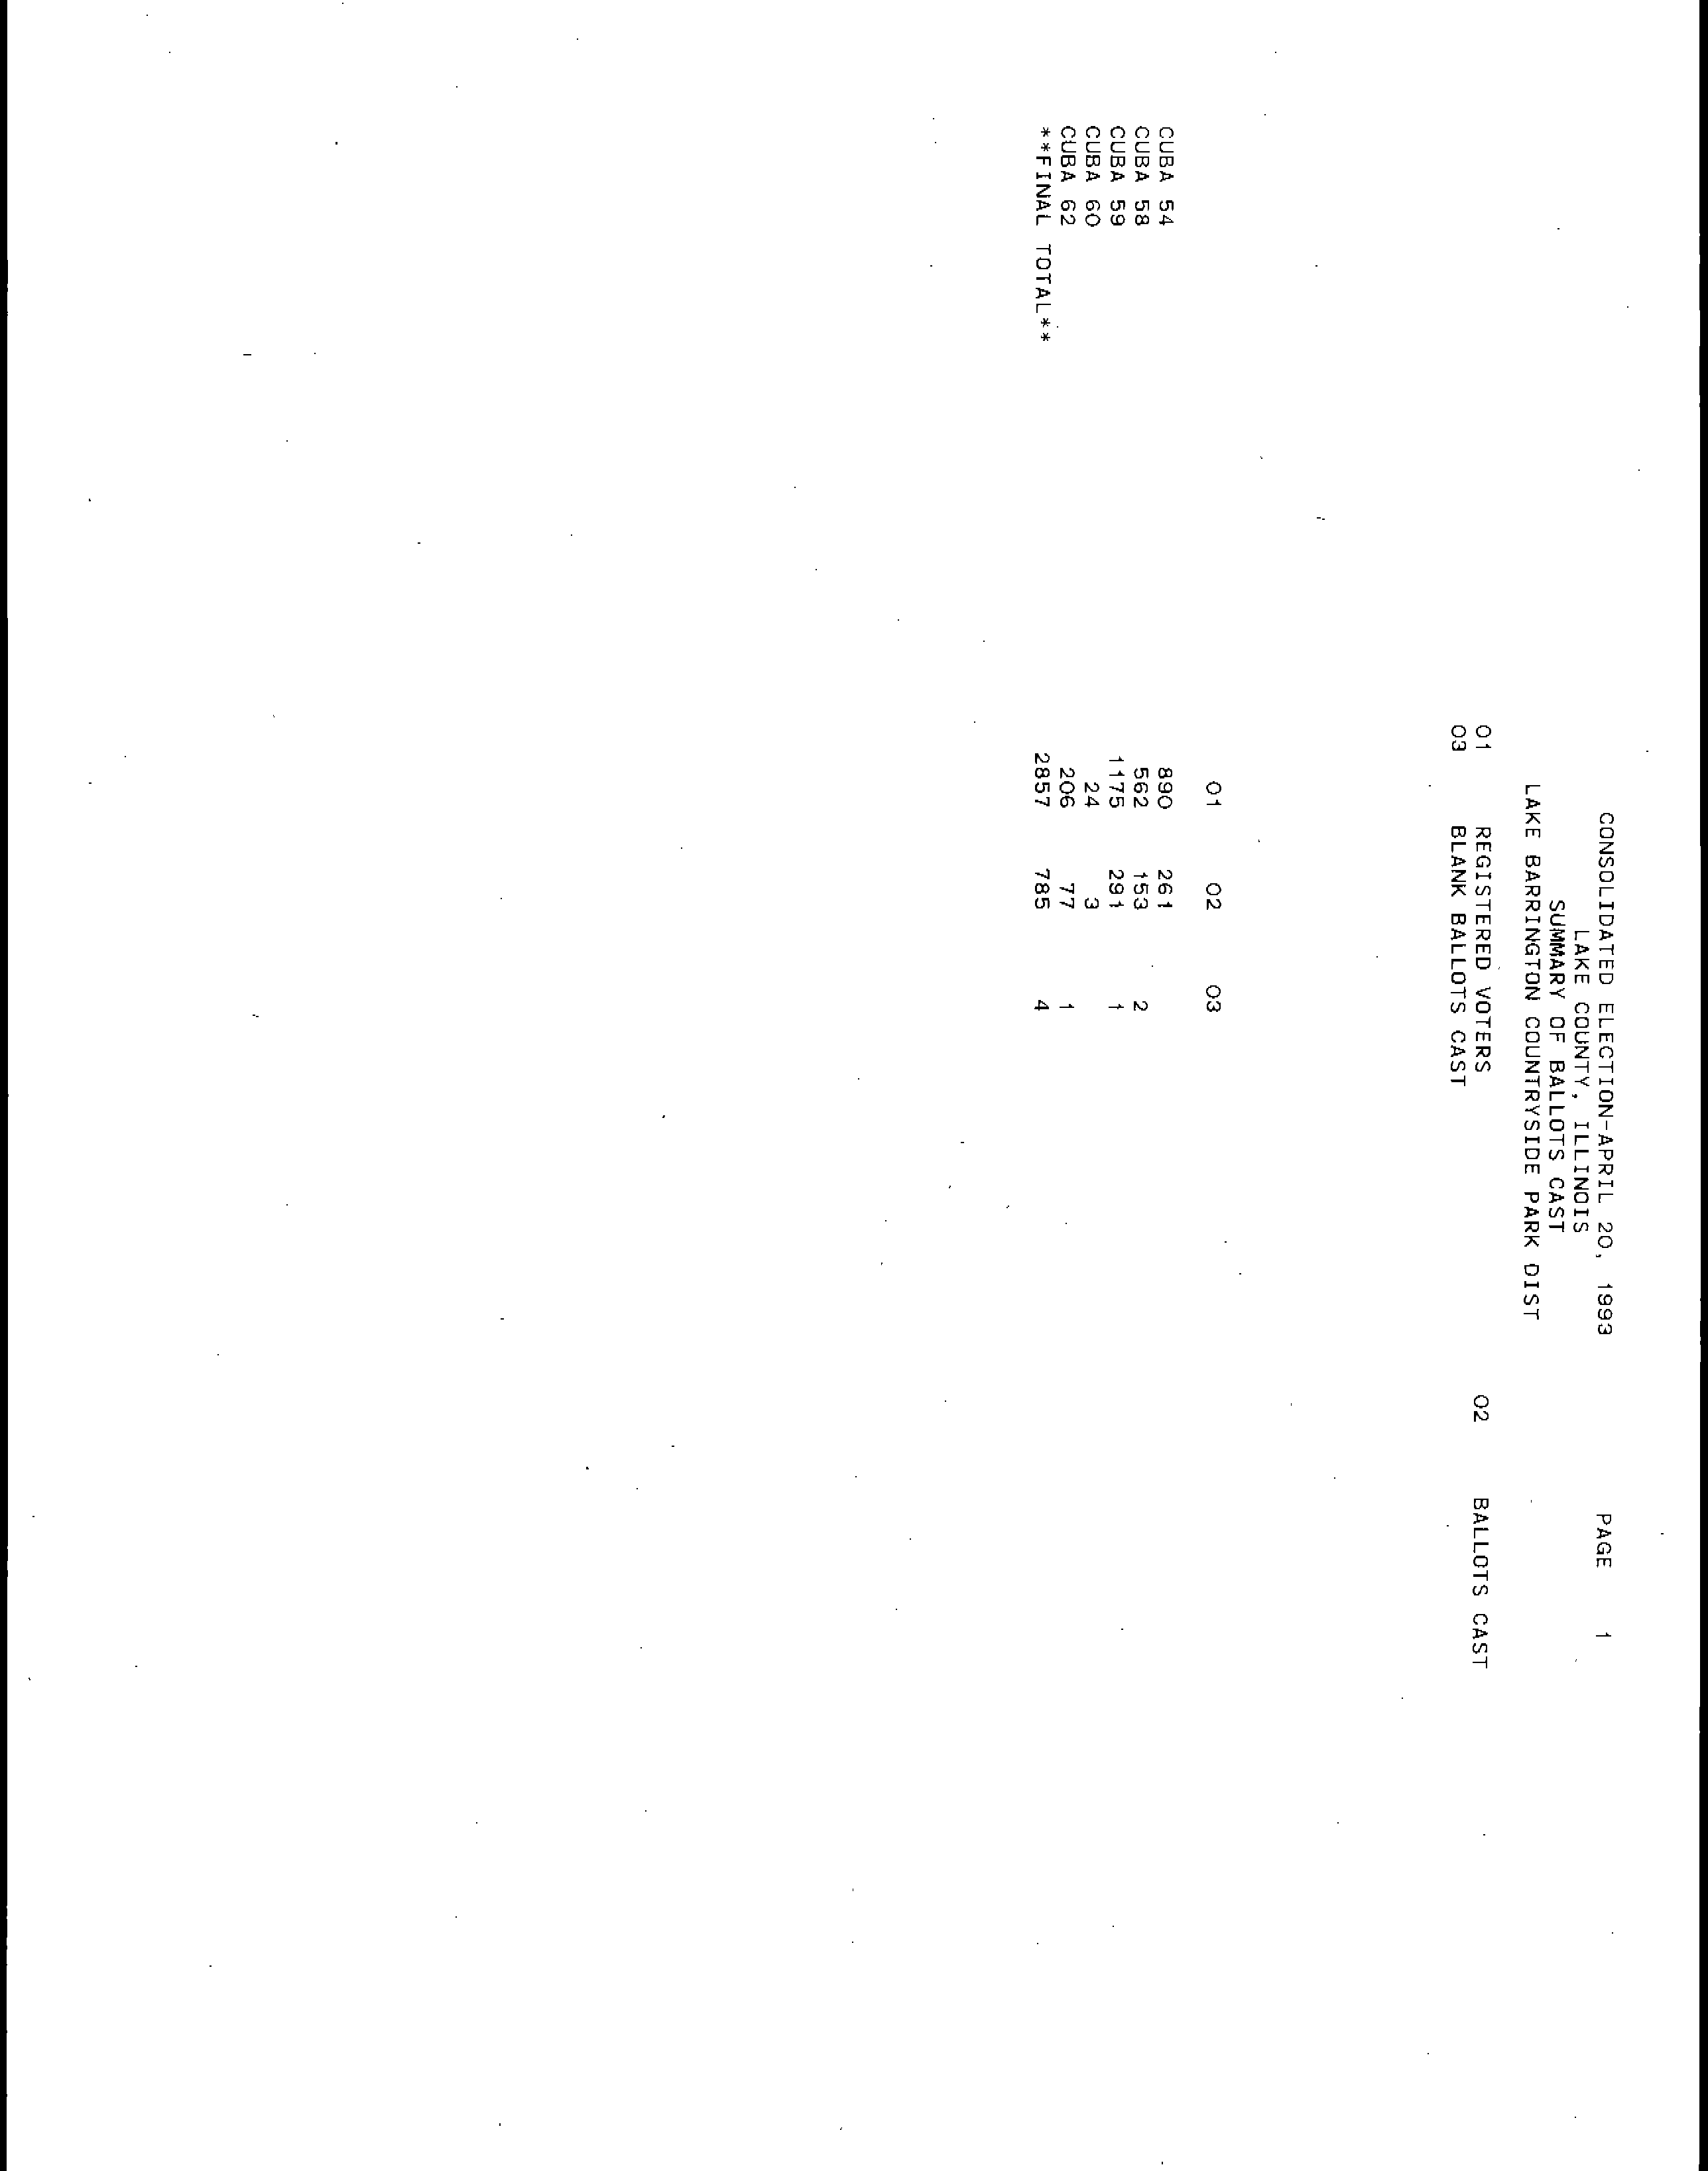 CONSOLIDATED ELECTION-APRIL 20, 1993 PAGE 1
LAKE COUNTY, ILLINOIS
SUMMARY OF BALLOTS CAST
LAKE BARRINGTON COUNTRYSIDE PARK DIST
01 REGISTERED VOTERS 02 BALLOTS CAST
03 BLANK BALLOTS CAST
01 02 03
CUBA 54 890 261
CUBA 58 562 153 2
CUBA 59 1175 291 1
CUBA 60 24 3
CUBA 62 206 77 1
**FINAL TOTAL** 2857 785 4